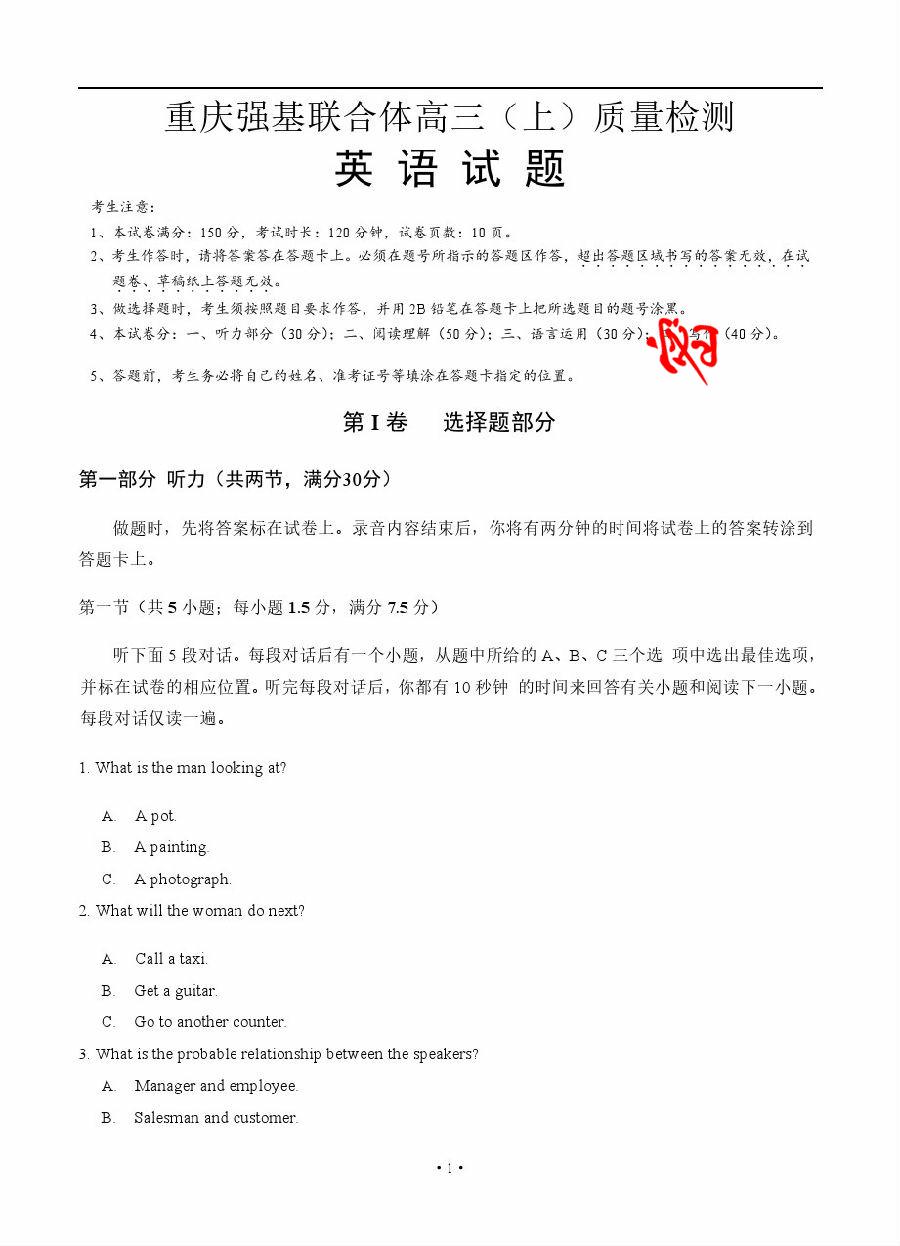 重庆强基联合体高三（上）质量检测
英 语 试 题
考生注意：
1、本试卷满分：150 分，考试时长：120 分钟，试卷页数：10 页。
2、考生作答时，请将答案答在答题卡上。必须在题号所指示的答题区作答，超出答题区域书写的答案无效，在试
题卷、草稿纸上答题无效。
3、做选择题时，考生须按照题目要求作答，并用 2B 铅笔在答题卡上把所选题目的题号涂黑。
4、本试卷分：一、听力部分（30 分）；二、阅读理解（50 分）；三、语言运用（30 分）；写作（40 分）。
5、答题前，考生务必将自己的姓名、准考证号等填涂在答题卡指定的位置。
第 I 卷 选择题部分
第一部分 听力（共两节，满分30分）
做题时，先将答案标在试卷上。录音内容结束后，你将有两分钟的时间将试卷上的答案转涂到
答题卡上。
第一节（共 5 小题；每小题 1.5 分，满分 7.5 分）
听下面 5 段对话。每段对话后有一个小题，从题中所给的 A、B、C 三个选 项中选出最佳选项，
并标在试卷的相应位置。听完每段对话后，你都有 10 秒钟 的时间来回答有关小题和阅读下一小题。
每段对话仅读一遍。
1. What is the man looking at?
A. A pot.
B. A painting.
C. A photograph.
2. What will the woman do next?
A. Call a taxi.
B. Get a guitar.
C. Go to another counter.
3. What is the probable relationship between the speakers?
A. Manager and employee.
B. Salesman and customer.
• 1 •